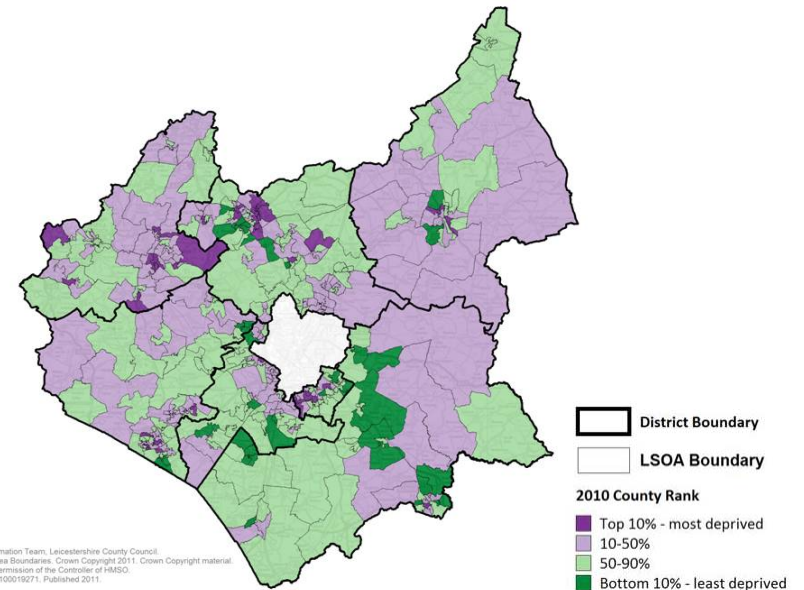 District Boundary
LSOA Boundary
2010 County Rank
Top 10% - most deprived
10-50%
50-90%
Bottom 10% - least deprived
mation Team, Leicestershire County Council.
ea Boundaries. Crown Copyright 2011. Crown Copyright material.
ermission of the Controller of HMSO.
100019271. Published 2011.